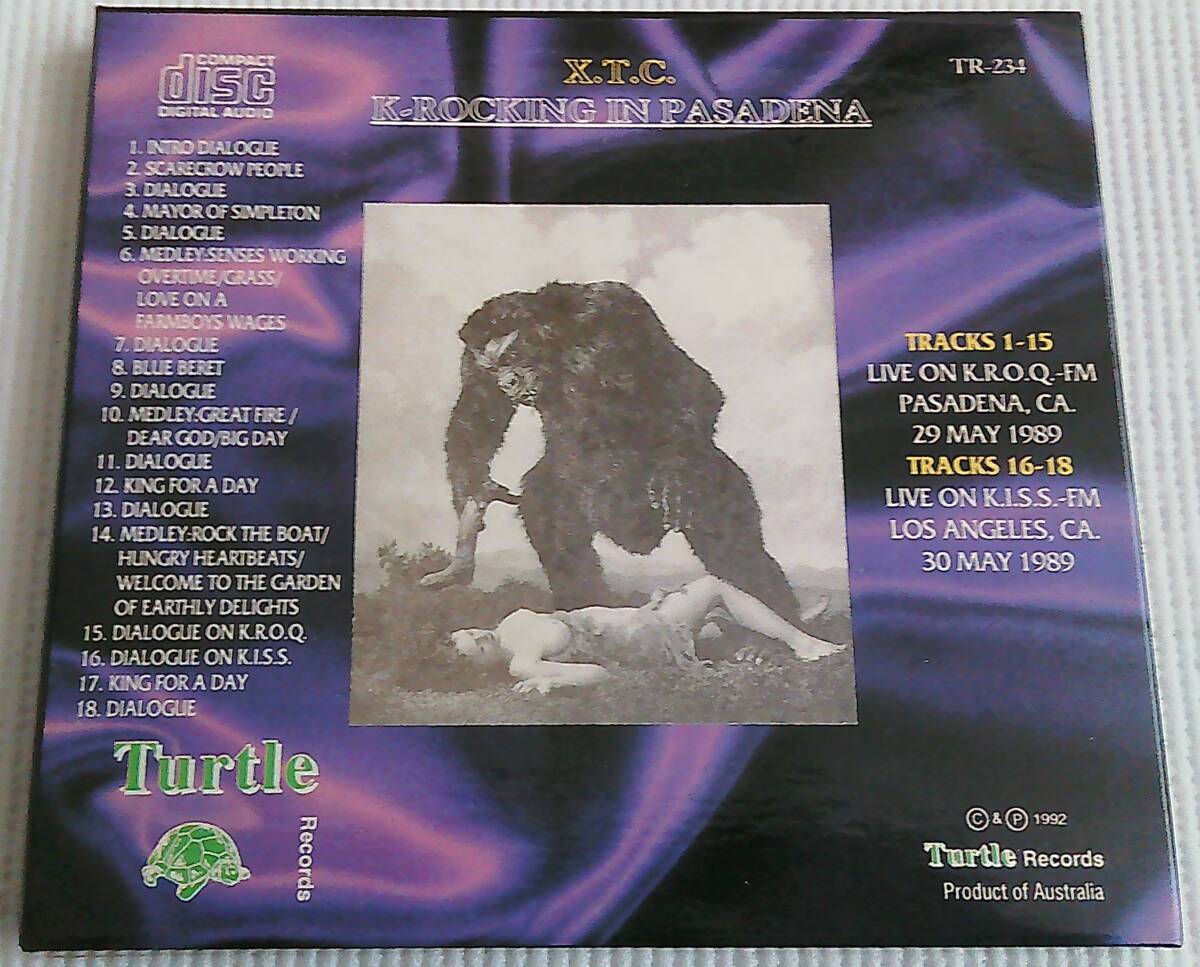 COMPACT
disc
DIGITAL AUDIO
X.T.C.
K-ROCKING IN PASADENA
TR-234
1. INTRO DIALOGUE
2. SCARECROW PEOPLE
3. DIALOGUE
4. MAYOR OF SIMPLETON
5. DIALOGUE
6. MEDLEY:SENSES WORKING
OVERTIME/GRASS/
LOVE ON A
FARMBOYS WAGES
7. DIALOGUE
8. BLUE BERET
9. DIALOGUE
10. MEDLEY:GREAT FIRE /
DEAR GOD/BIG DAY
11. DIALOGUE
12. KING FOR A DAY
13. DIALOGUE
14. MEDLEY:ROCK THE BOAT/
HUNGRY HEARTBEATS/
WELCOME TO THE GARDEN
OF EARTHLY DELIGHTS
15. DIALOGUE ON K.R.O.Q.
16. DIALOGUE ON K.I.S.S.
17. KING FOR A DAY
18. DIALOGUE
TRACKS 1-15
LIVE ON K.R.O.Q.-FM
PASADENA, CA.
29 MAY 1989
TRACKS 16-18
LIVE ON K.I.S.S.-FM
LOS ANGELES, CA.
30 MAY 1989
Turtle
Records
© & ℗ 1992
Turtle Records
Product of Australia